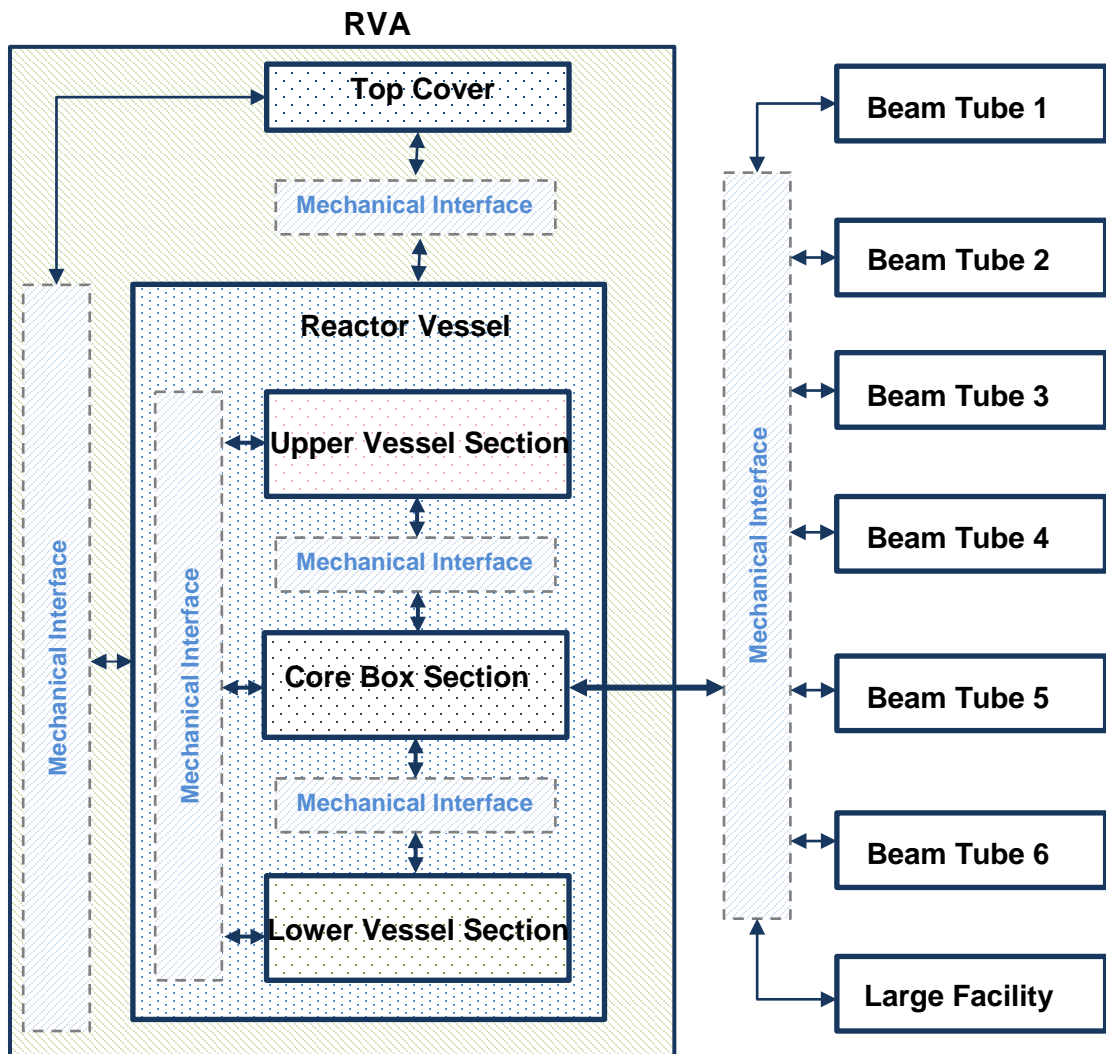 RVA
Top Cover
Mechanical Interface
Reactor Vessel
Upper Vessel Section
Mechanical Interface
Core Box Section
Mechanical Interface
Lower Vessel Section
Mechanical Interface
Mechanical Interface
Mechanical Interface
Beam Tube 1
Beam Tube 2
Beam Tube 3
Beam Tube 4
Beam Tube 5
Beam Tube 6
Large Facility